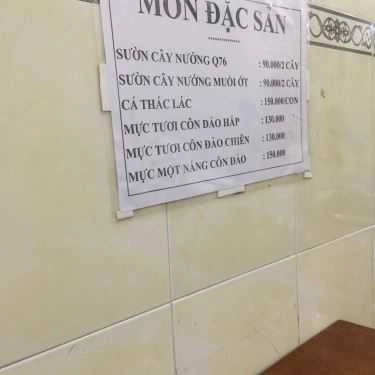 MÓN ĐẶC SẢN
SƯỜN CÂY NƯỚNG Q76 : 90.000/2 CÂY
SƯỜN CÂY NƯỚNG MUỐI ỚT : 90.000/2 CÂY
CÁ THÁC LÁC : 150.000/CON
MỰC TƯƠI CÔN ĐẢO HẤP : 130.000
MỰC TƯƠI CÔN ĐẢO CHIÊN : 130.000
MỰC MỘT NẮNG CÔN ĐẢO : 150.000